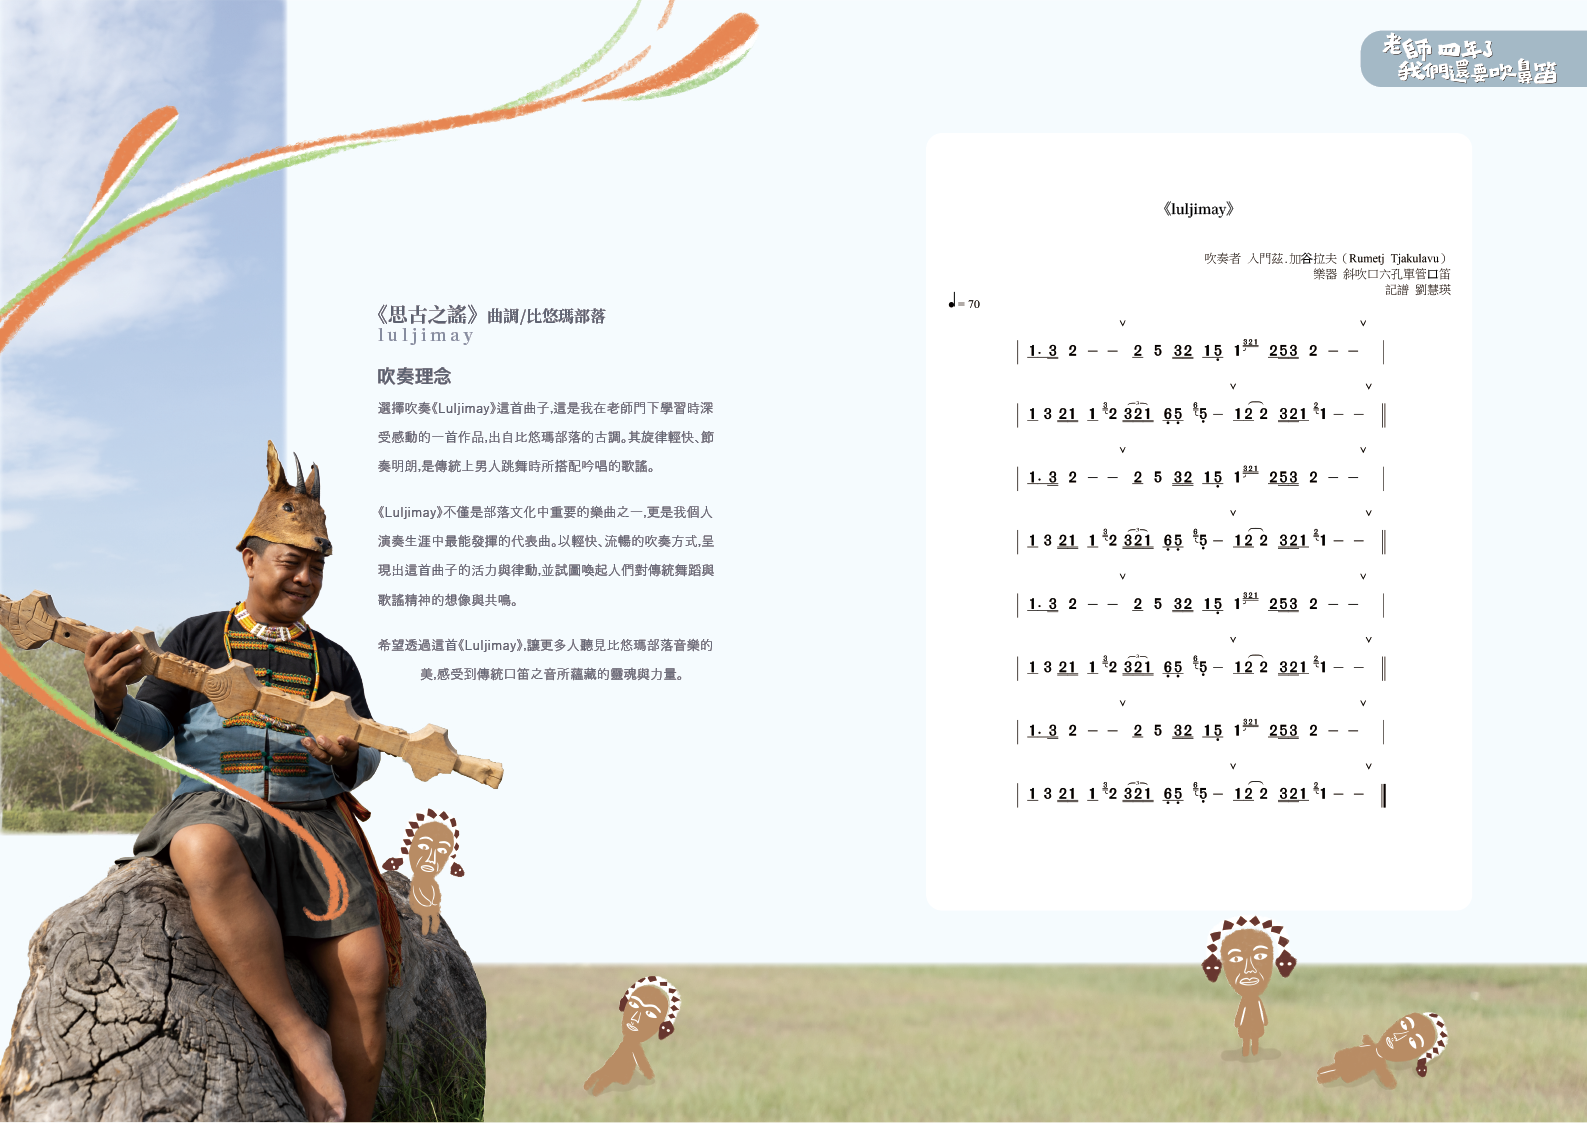 老師 四年了
我們還要吹鼻笛
《思古之謠》 曲調/比悠瑪部落
luljimay
吹奏理念
選擇吹奏《Luljimay》這首曲子,這是我在老師門下學習時深
受感動的一首作品,出自比悠瑪部落的古調。其旋律輕快、節
奏明朗,是傳統上男人跳舞時所搭配吟唱的歌謠。
《Luljimay》不僅是部落文化中重要的樂曲之一,更是我個人
演奏生涯中最能發揮的代表曲。以輕快、流暢的吹奏方式,呈
現出這首曲子的活力與律動,並試圖喚起人們對傳統舞蹈與
歌謠精神的想像與共鳴。
希望透過這首《Luljimay》,讓更多人聽見比悠瑪部落音樂的
美,感受到傳統口笛之音所蘊藏的靈魂與力量。
《luljimay》
吹奏者 入門茲.加谷拉夫（Rumetj Tjakulavu）
樂器 斜吹口六孔單管口笛
記譜 劉慧瑛
♩= 70
| 1. 3 2 – – 2 5 32 15 1 321 253 2 – – |
| 1 3 21 1 3 2 321 65 6 5 – 12 2 321 2 1 – – ||
| 1. 3 2 – – 2 5 32 15 1 321 253 2 – – |
| 1 3 21 1 3 2 321 65 6 5 – 12 2 321 2 1 – – ||
| 1. 3 2 – – 2 5 32 15 1 321 253 2 – – |
| 1 3 21 1 3 2 321 65 6 5 – 12 2 321 2 1 – – ||
| 1. 3 2 – – 2 5 32 15 1 321 253 2 – – |
| 1 3 21 1 3 2 321 65 6 5 – 12 2 321 2 1 – – ||